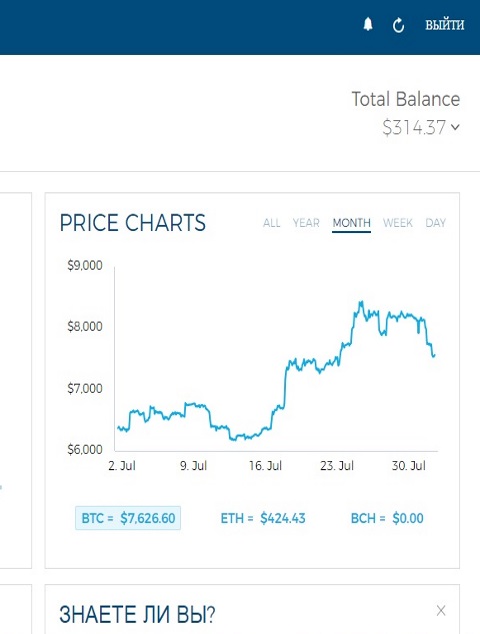 ВЫЙТИ
Total Balance
$314.37
PRICE CHARTS
ALL YEAR MONTH WEEK DAY
$9,000
$8,000
$7,000
$6,000
2. Jul 9. Jul 16. Jul 23. Jul 30. Jul
BTC = $7,626.60 ETH = $424.43 BCH = $0.00
ЗНАЕТЕ ЛИ ВЫ?